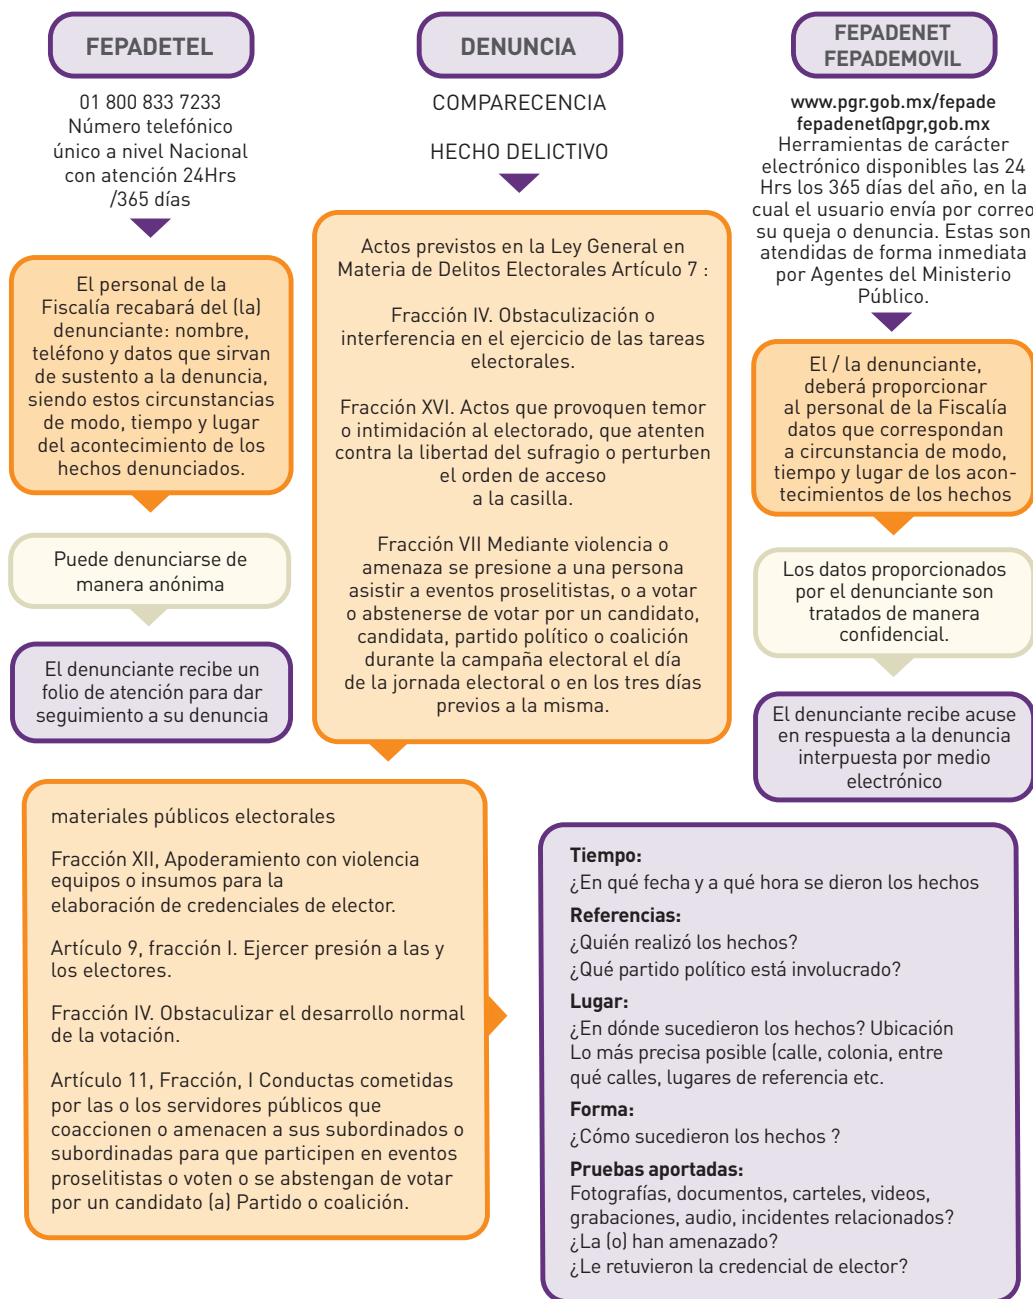 FEPADETEL
01 800 833 7233
Número telefónico
único a nivel Nacional
con atención 24Hrs
/365 días
El personal de la
Fiscalía recabará del (la)
denunciante: nombre,
teléfono y datos que sirvan
de sustento a la denuncia,
siendo estos circunstancias
de modo, tiempo y lugar
del acontecimiento de los
hechos denunciados.
Puede denunciarse de
manera anónima
El denunciante recibe un
folio de atención para dar
seguimiento a su denuncia
DENUNCIA
COMPARECENCIA
HECHO DELICTIVO
Actos previstos en la Ley General en
Materia de Delitos Electorales Artículo 7 :
Fracción IV. Obstaculización o
interferencia en el ejercicio de las tareas
electorales.
Fracción XVI. Actos que provoquen temor
o intimidación al electorado, que atenten
contra la libertad del sufragio o perturben
el orden de acceso
a la casilla.
Fracción VII Mediante violencia o
amenaza se presione a una persona
asistir a eventos proselitistas, o a votar
o abstenerse de votar por un candidato,
candidata, partido político o coalición
durante la campaña electoral el día
de la jornada electoral o en los tres días
previos a la misma.
materiales públicos electorales
Fracción XII, Apoderamiento con violencia
equipos o insumos para la
elaboración de credenciales de elector.
Artículo 9, fracción I. Ejercer presión a las y
los electores.
Fracción IV. Obstaculizar el desarrollo normal
de la votación.
Artículo 11, Fracción, I Conductas cometidas
por las o los servidores públicos que
coaccionen o amenacen a sus subordinados o
subordinadas para que participen en eventos
proselitistas o voten o se abstengan de votar
por un candidato (a) Partido o coalición.
FEPADENET
FEPADEMOVIL
www.pgr.gob.mx/fepade
fepadenet@pgr,gob.mx
Herramientas de carácter
electrónico disponibles las 24
Hrs los 365 días del año, en la
cual el usuario envía por correo
su queja o denuncia. Estas son
atendidas de forma inmediata
por Agentes del Ministerio
Público.
El / la denunciante,
deberá proporcionar
al personal de la Fiscalía
datos que correspondan
a circunstancia de modo,
tiempo y lugar de los acon-
tecimientos de los hechos
Los datos proporcionados
por el denunciante son
tratados de manera
confidencial.
El denunciante recibe acuse
en respuesta a la denuncia
interpuesta por medio
electrónico
Tiempo:
¿En qué fecha y a qué hora se dieron los hechos
Referencias:
¿Quién realizó los hechos?
¿Qué partido político está involucrado?
Lugar:
¿En dónde sucedieron los hechos? Ubicación
Lo más precisa posible (calle, colonia, entre
qué calles, lugares de referencia etc.
Forma:
¿Cómo sucedieron los hechos ?
Pruebas aportadas:
Fotografías, documentos, carteles, videos,
grabaciones, audio, incidentes relacionados?
¿La (o) han amenazado?
¿Le retuvieron la credencial de elector?